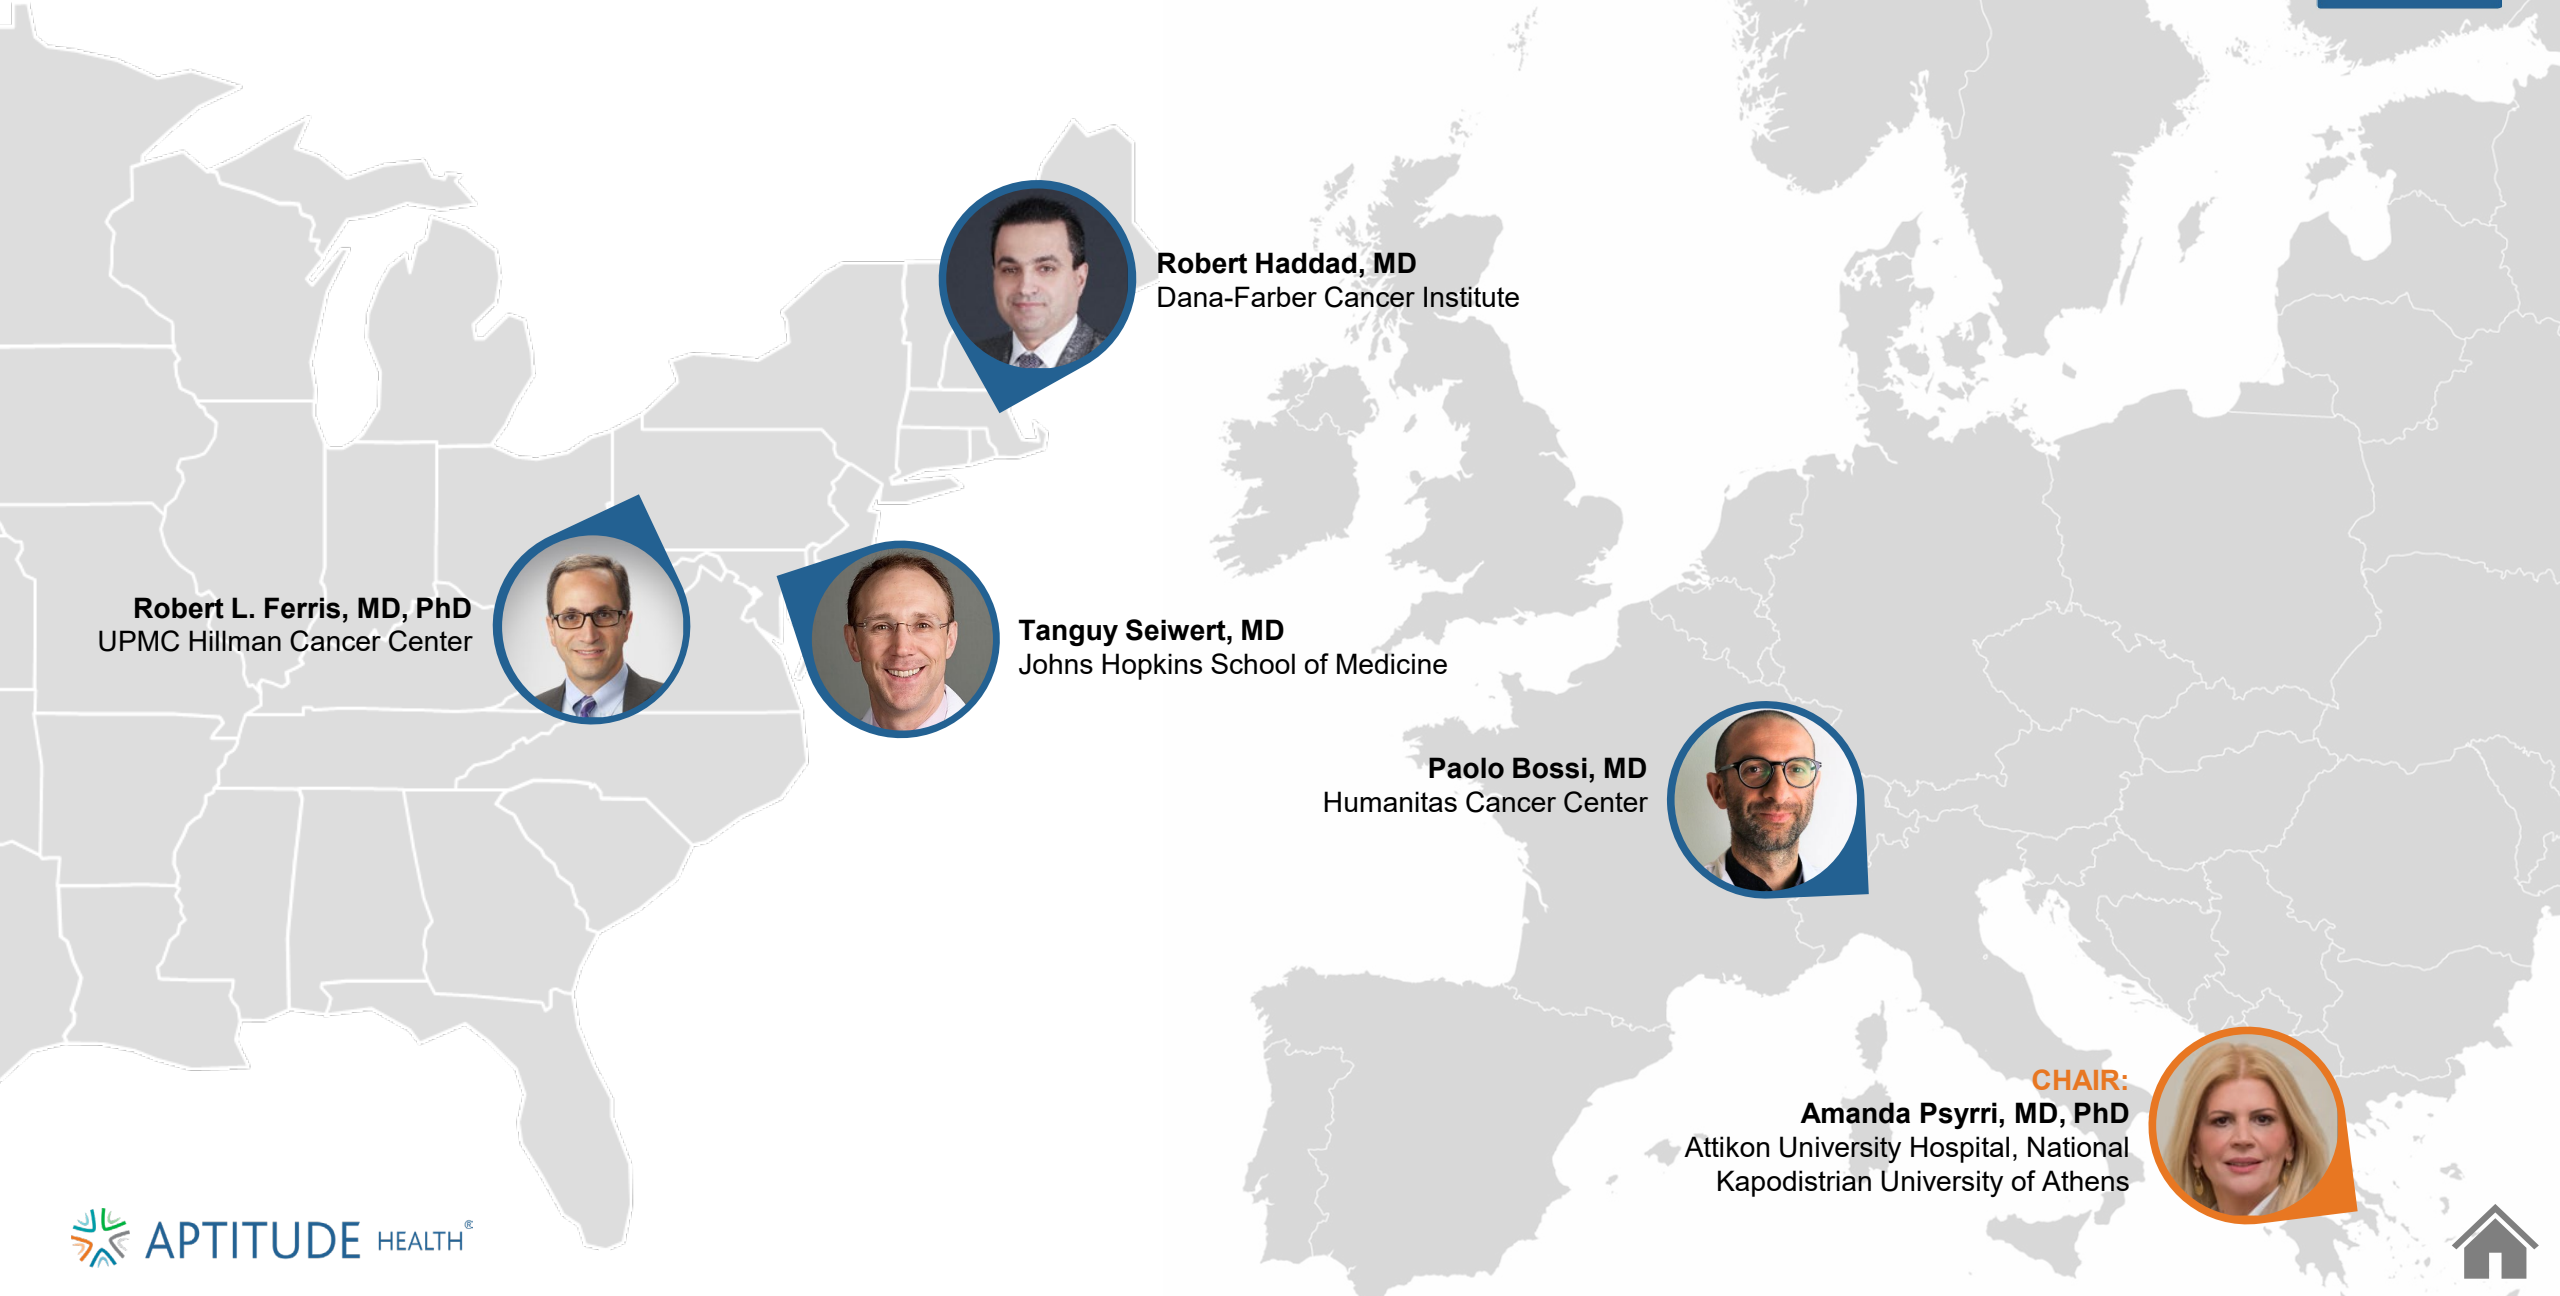 Robert Haddad, MD
Dana-Farber Cancer Institute
Robert L. Ferris, MD, PhD
UPMC Hillman Cancer Center
Tanguy Seiwert, MD
Johns Hopkins School of Medicine
Paolo Bossi, MD
Humanitas Cancer Center
CHAIR:
Amanda Psyrri, MD, PhD
Attikon University Hospital, National
Kapodistrian University of Athens
APTITUDE HEALTH®